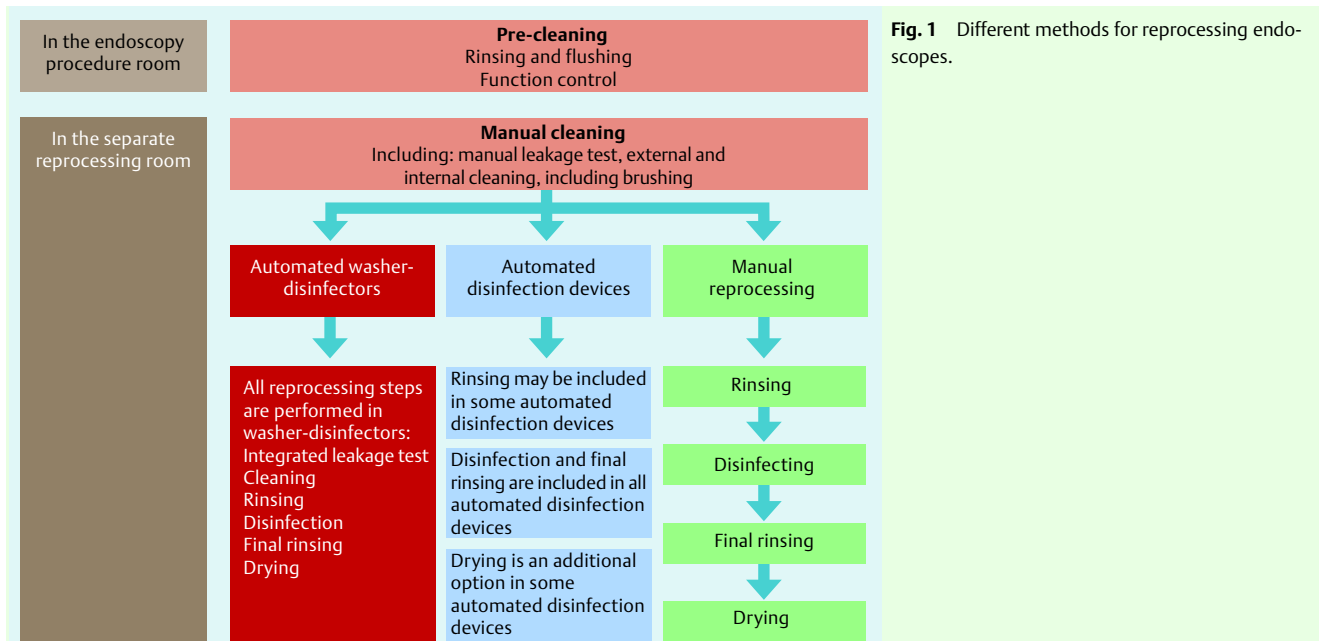 In the endoscopy
procedure room
Pre-cleaning
Rinsing and flushing
Function control
Fig. 1 Different methods for reprocessing endo-
scopes.
In the separate
reprocessing room
Manual cleaning
Including: manual leakage test, external and
internal cleaning, including brushing
Automated washer-
disinfectors
Automated
disinfection devices
Manual
reprocessing
All reprocessing steps
are performed in
washer-disinfectors:
Integrated leakage test
Cleaning
Rinsing
Disinfection
Final rinsing
Drying
Rinsing may be included
in some automated
disinfection devices
Disinfection and final
rinsing are included in all
automated disinfection
devices
Drying is an additional
option in some
automated disinfection
devices
Rinsing
Disinfecting
Final rinsing
Drying